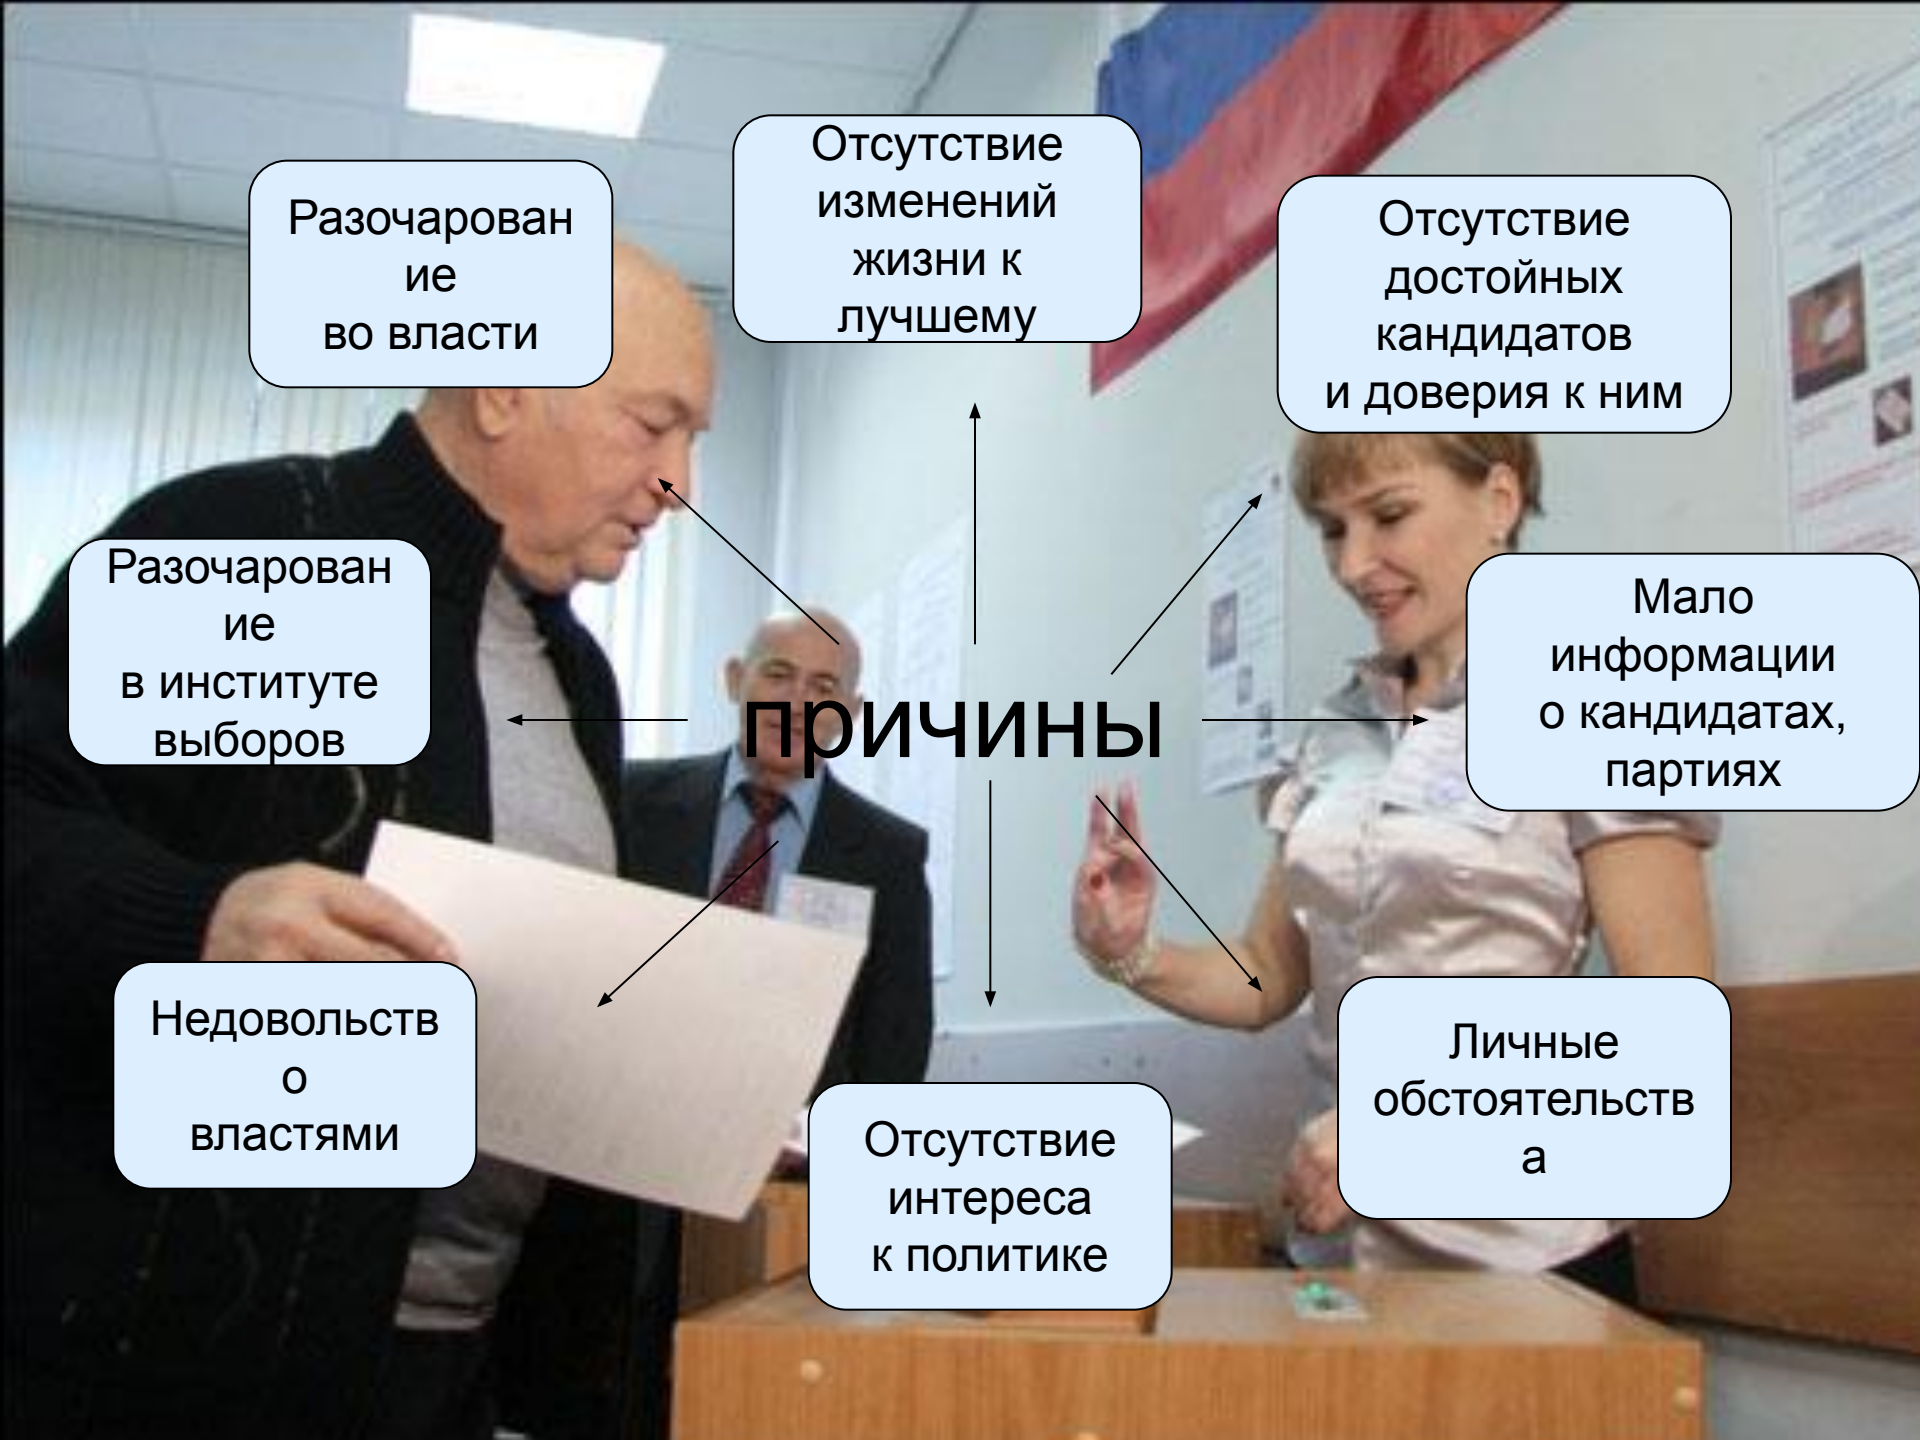 Отсутствие
изменений
жизни к
лучшему
Разочарован
ие
во власти
Отсутствие
достойных
кандидатов
и доверия к ним
Разочарован
ие
в институте
выборов
причины
Мало
информации
о кандидатах,
партиях
Недовольств
о
властями
Отсутствие
интереса
к политике
Личные
обстоятельств
а